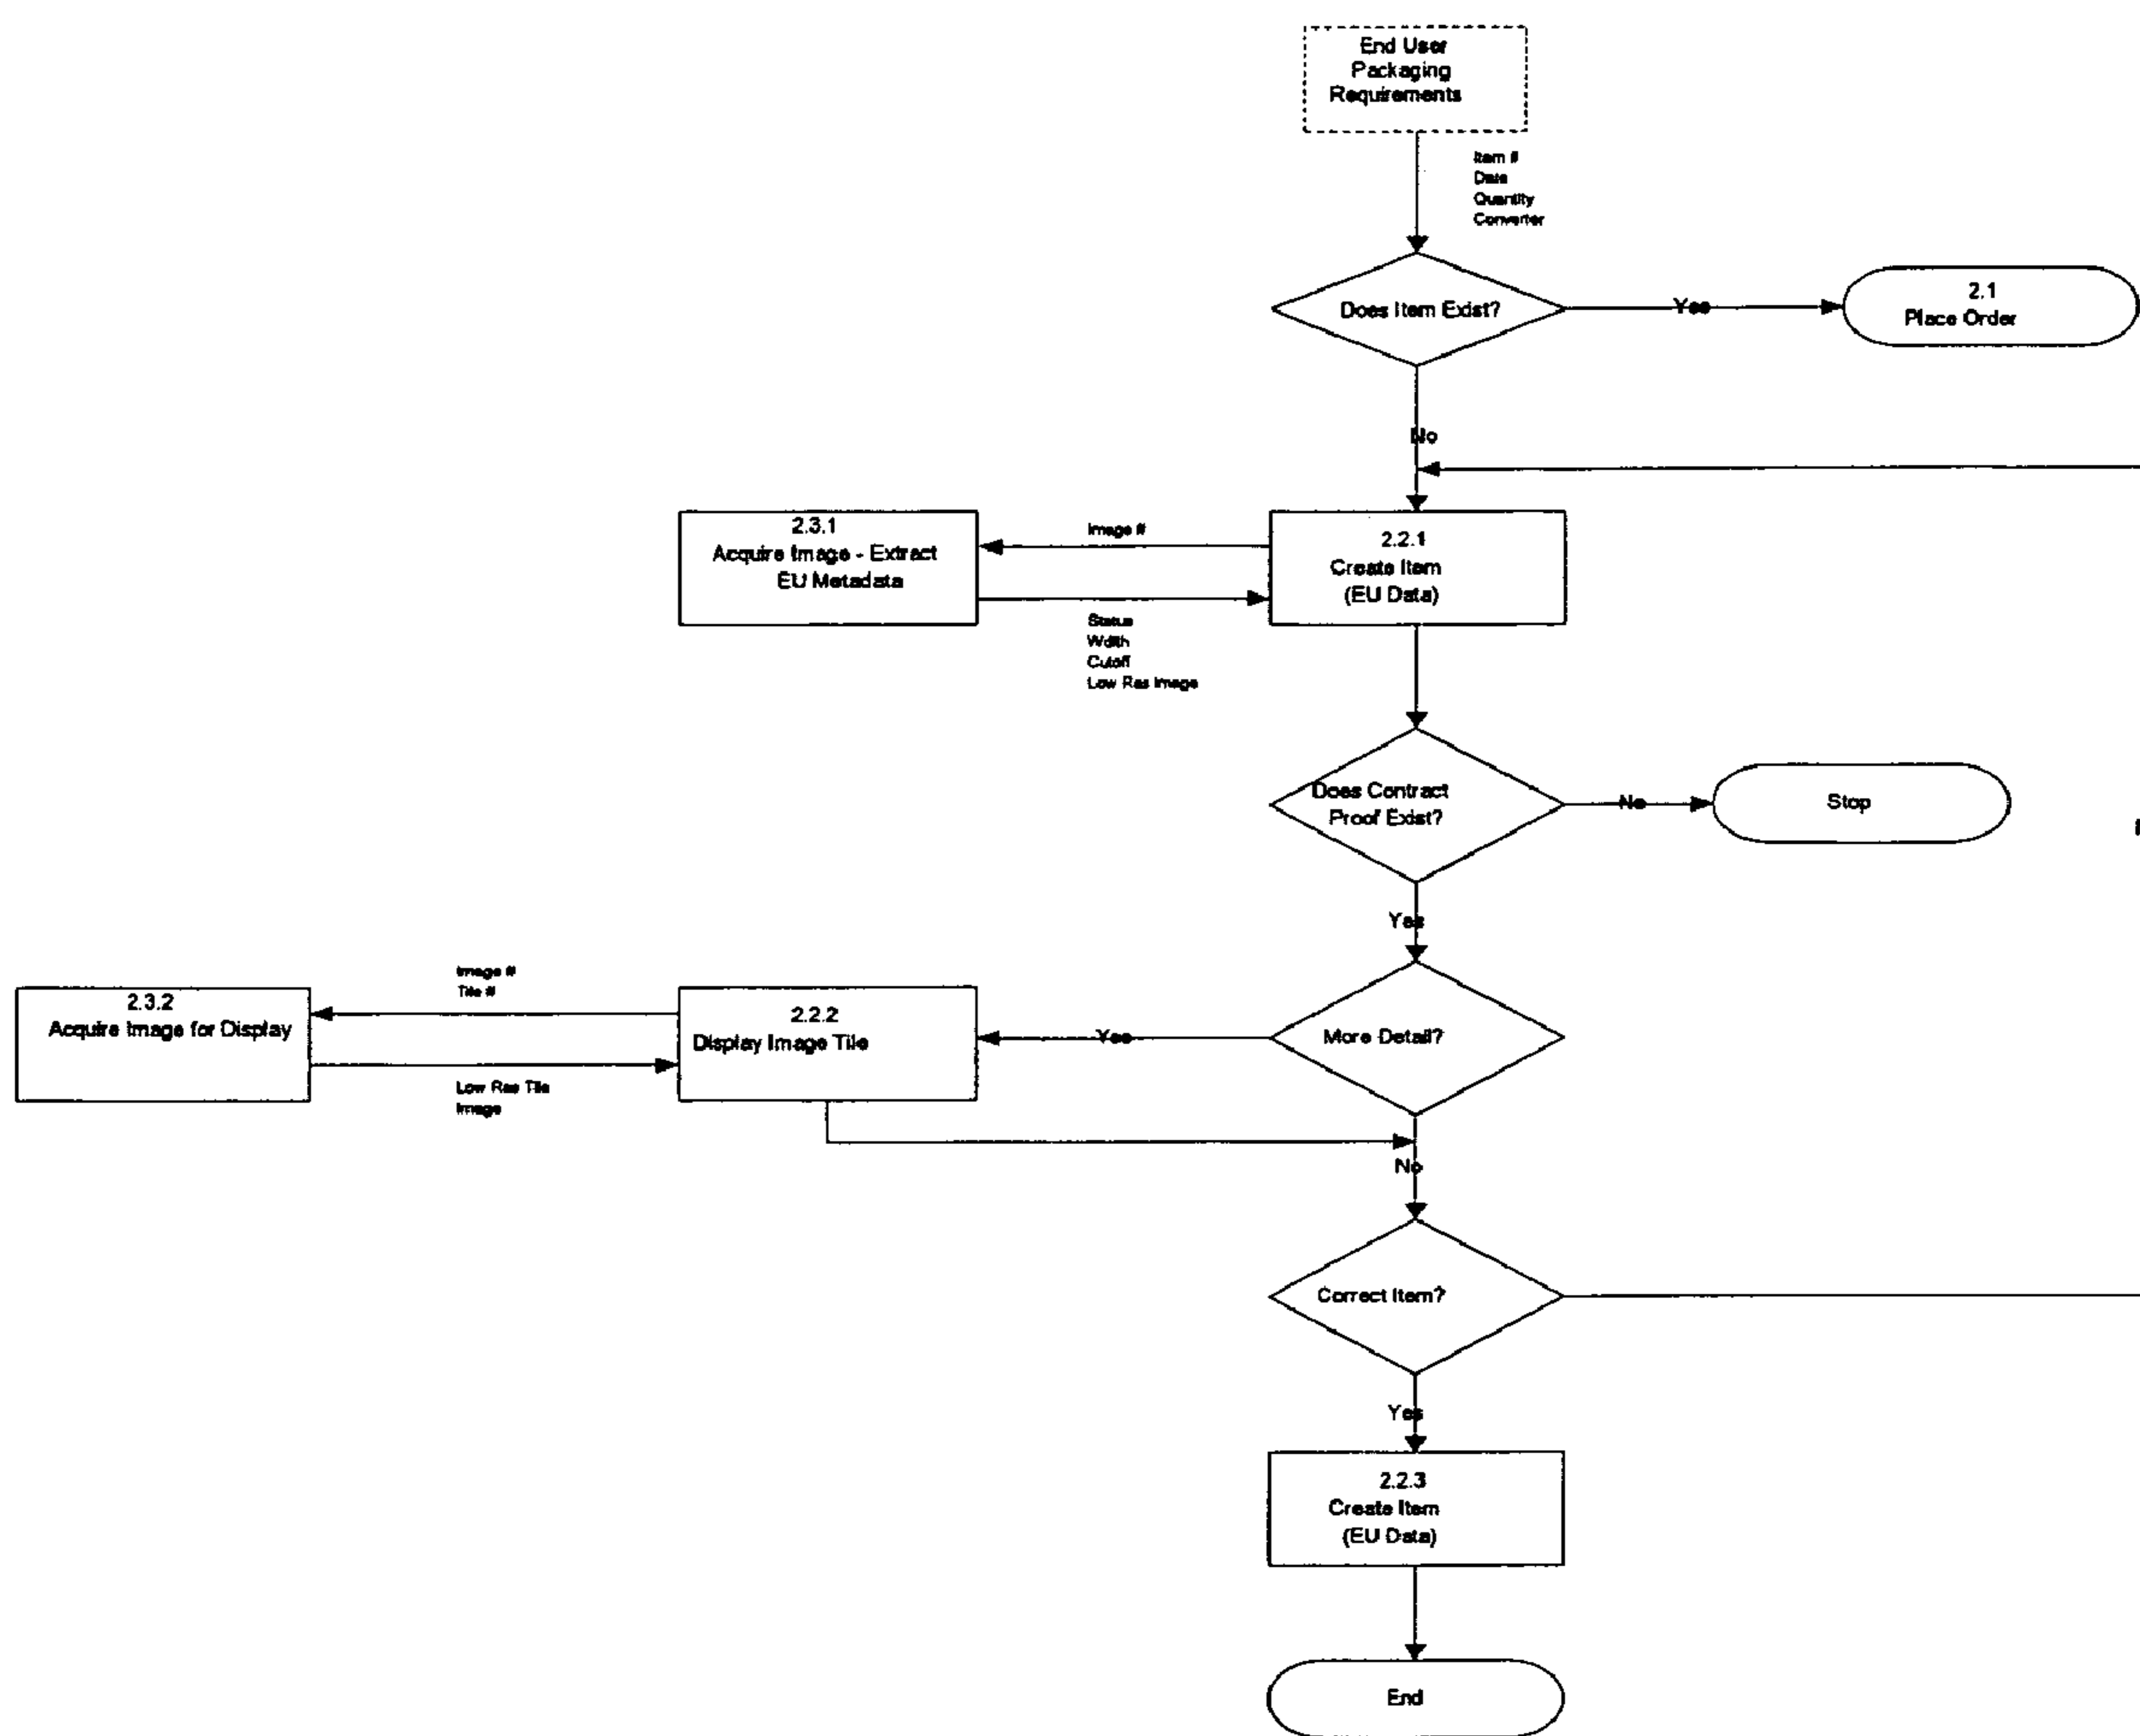 End User
Packaging
Requirements
Item #
Date
Quantity
Converter
Does Item Exist?
Yes
2.1
Place Order
No
2.3.1
Acquire Image - Extract
EU Metadata
Image #
2.2.1
Create Item
(EU Data)
Status
Width
Cutoff
Low Res Image
Does Contract
Proof Exist?
No
Stop
Yes
2.3.2
Acquire Image for Display
Image #
Tile #
Low Res Tile
Image
2.2.2
Display Image Tile
Yes
More Detail?
No
Correct Item?
Yes
2.2.3
Create Item
(EU Data)
End